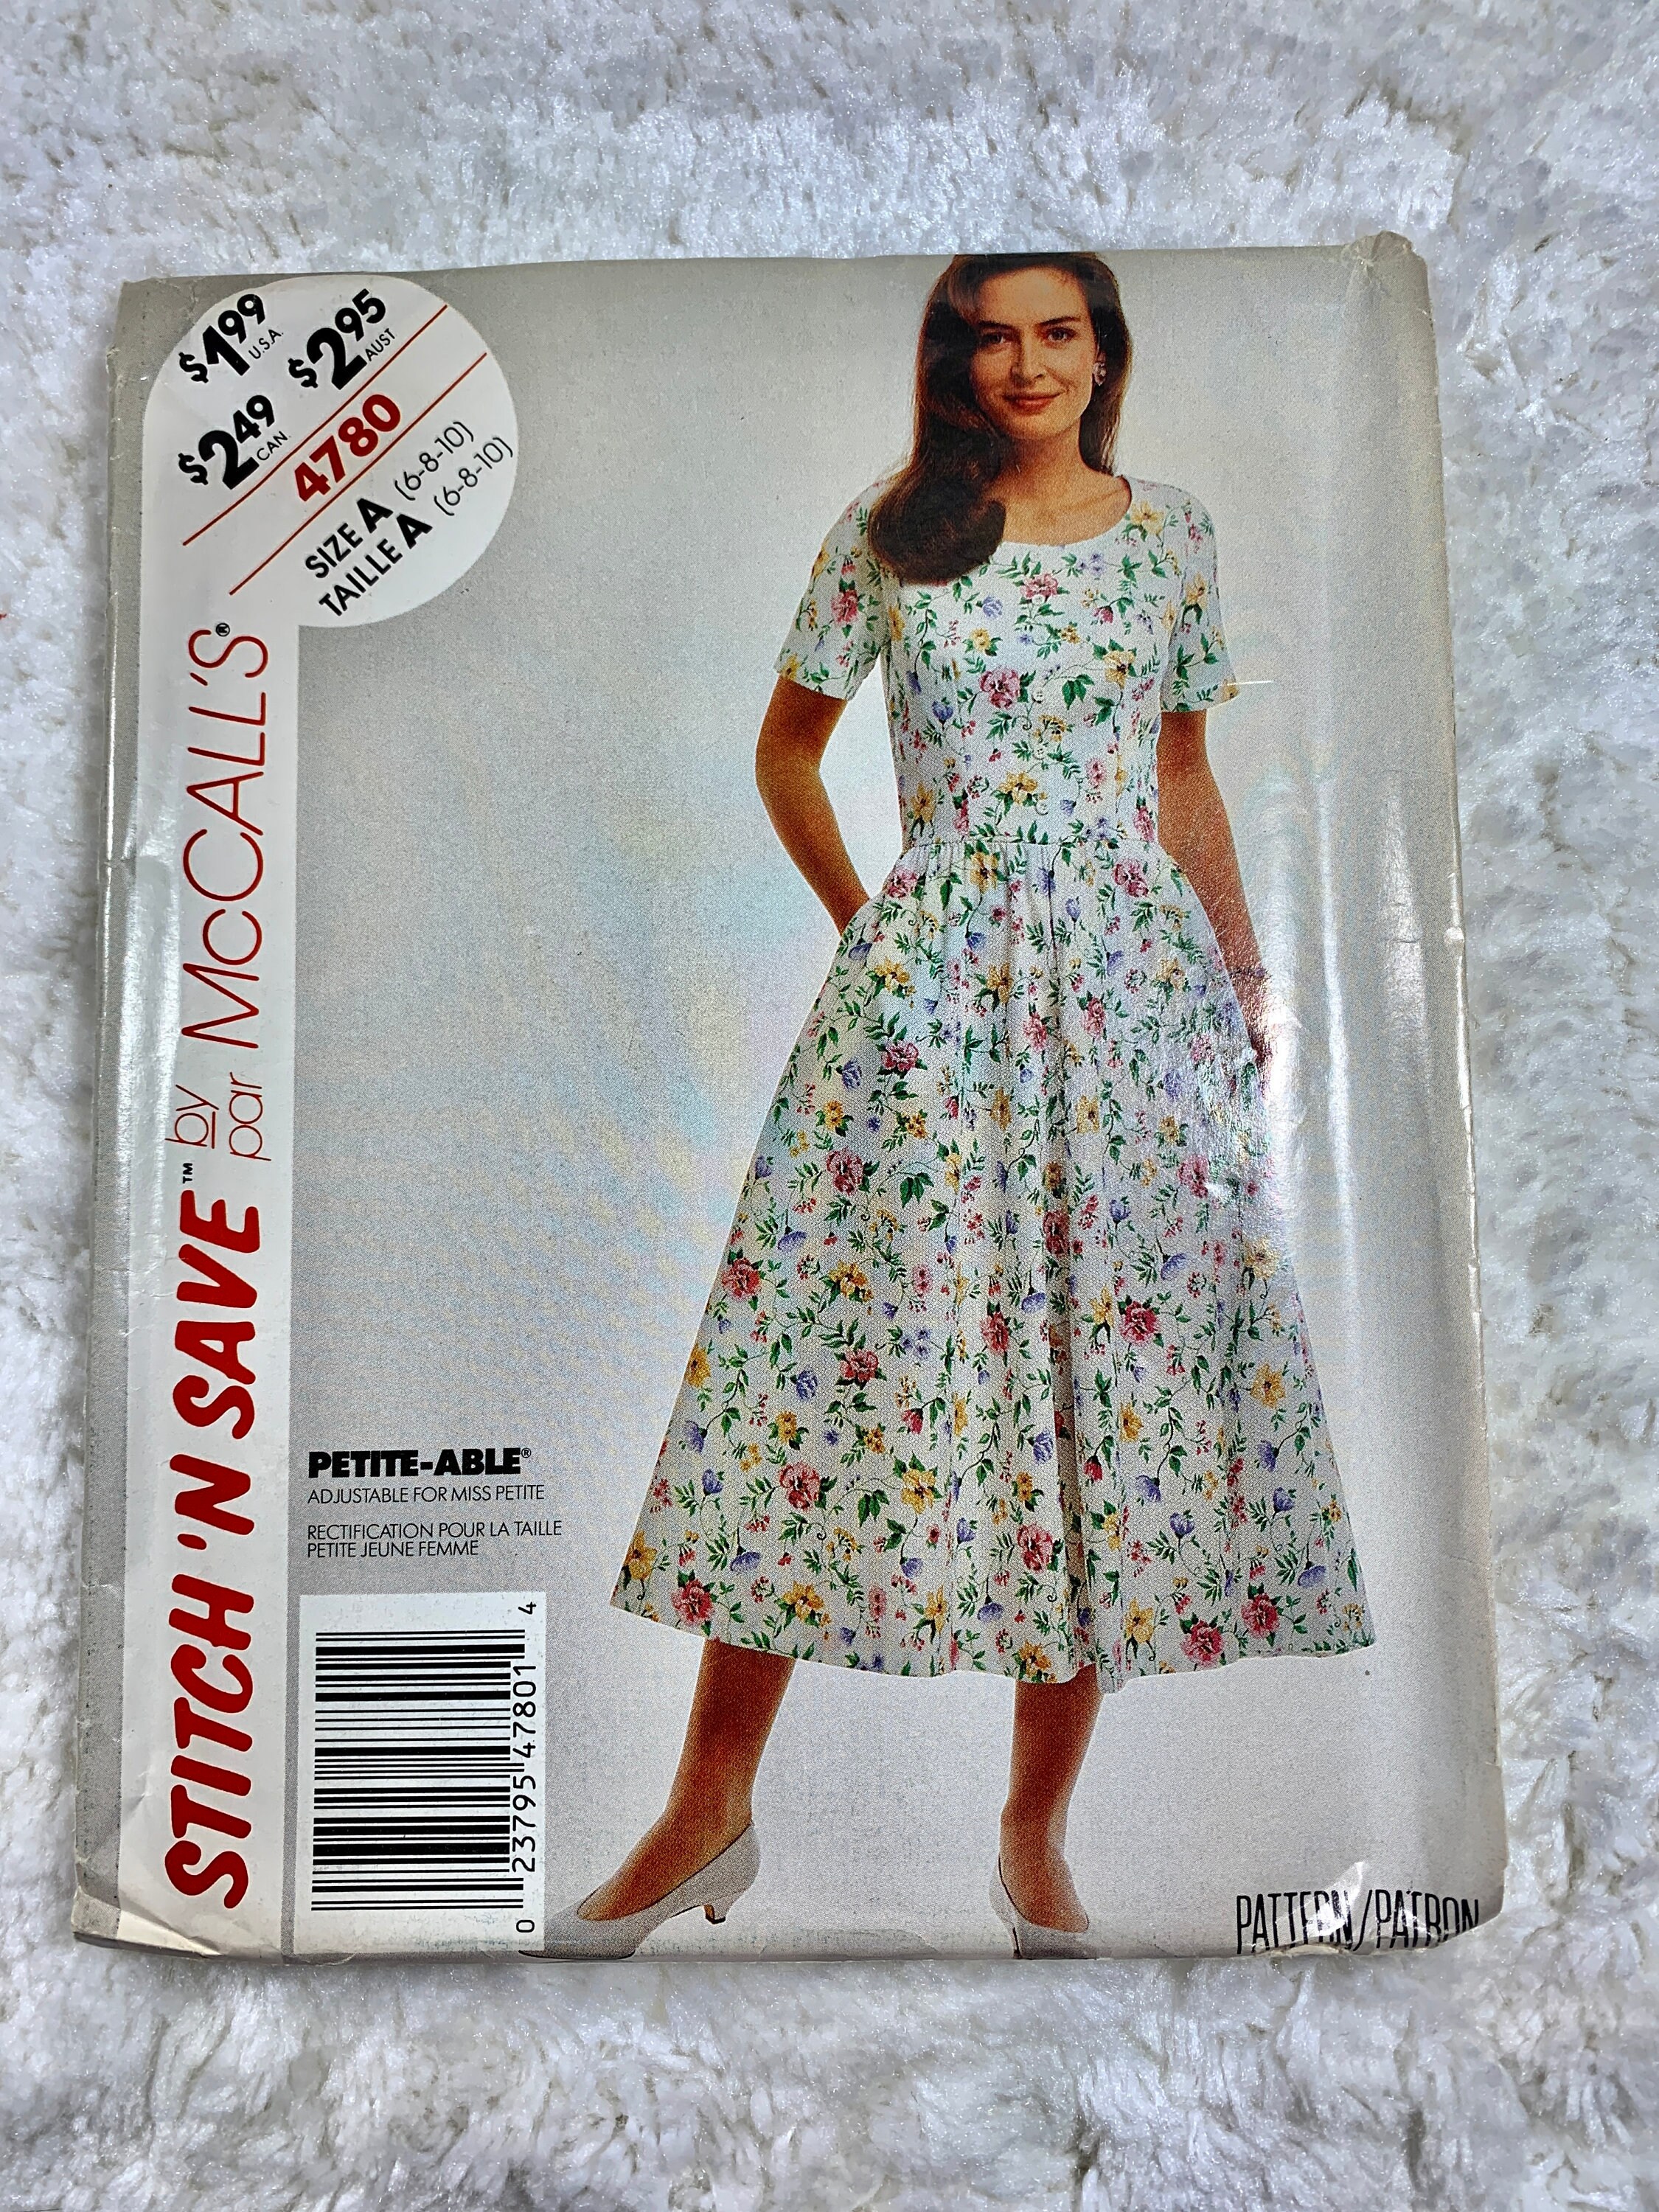 $1.99 U.S.A.
$2.95 AUST
$2.49 CAN
4780
SIZE A (6-8-10)
TAILLE A (6-8-10)
STITCH 'N SAVE™ by McCALL'S®
par
PETITE-ABLE®
ADJUSTABLE FOR MISS PETITE
RECTIFICATION POUR LA TAILLE
PETITE JEUNE FEMME
0 23795 47801 4
PATTERN/PATRON